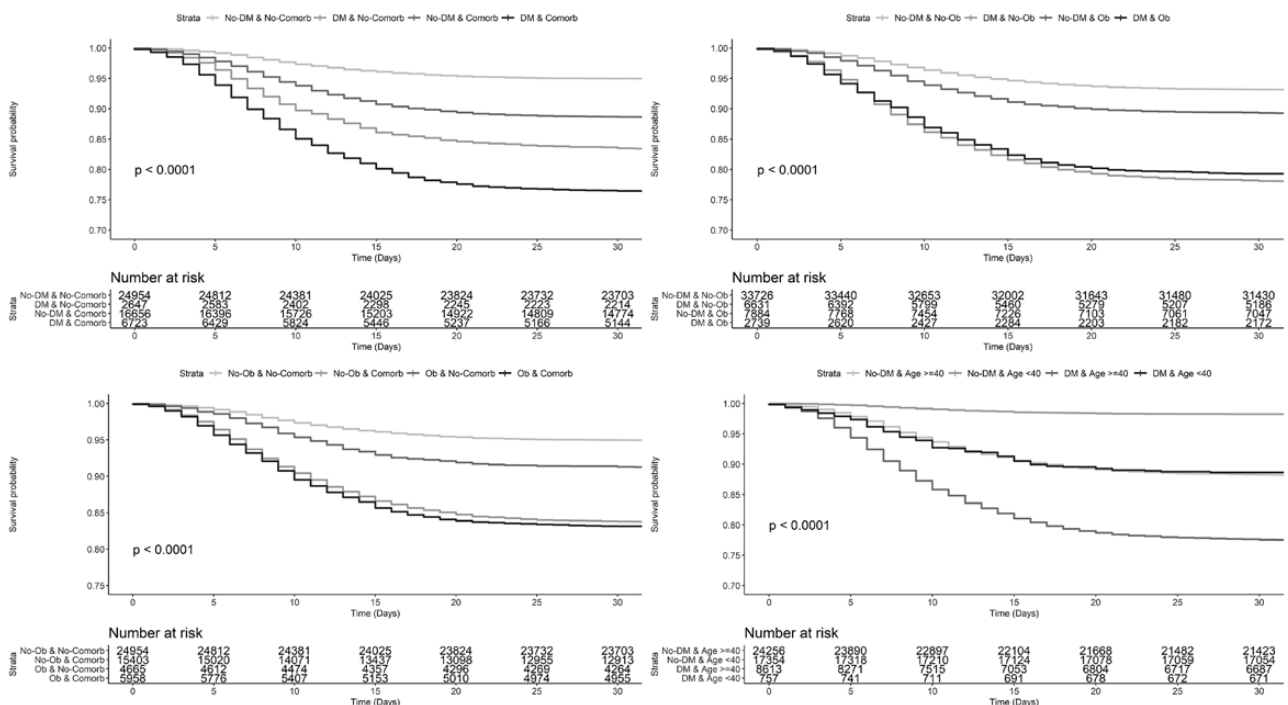 Strata No-DM & No-Comorb DM & No-Comorb No-DM & Comorb DM & Comorb
Survival probability
1.00
0.95
0.90
0.85
0.80
0.75
0.70
p < 0.0001
0 5 10 15 20 25 30
Time (Days)
Number at risk
Strata
No-DM & No-Comorb 24954 24812 24381 24025 23824 23732 23703
DM & No-Comorb 2647 2583 2402 2298 2245 2223 2214
No-DM & Comorb 16656 16396 15726 15203 14922 14809 14774
DM & Comorb 6723 6429 5824 5446 5237 5166 5144
0 5 10 15 20 25 30
Time (Days)
Strata No-DM & No-Ob DM & No-Ob No-DM & Ob DM & Ob
Survival probability
1.00
0.95
0.90
0.85
0.80
0.75
0.70
p < 0.0001
0 5 10 15 20 25 30
Time (Days)
Number at risk
Strata
No-DM & No-Ob 33726 33440 32653 32002 31643 31480 31430
DM & No-Ob 6631 6392 5799 5460 5279 5207 5186
No-DM & Ob 7884 7768 7454 7226 7103 7061 7047
DM & Ob 2739 2620 2427 2284 2203 2182 2172
0 5 10 15 20 25 30
Time (Days)
Strata No-Ob & No-Comorb No-Ob & Comorb Ob & No-Comorb Ob & Comorb
Survival probability
1.00
0.95
0.90
0.85
0.80
0.75
p < 0.0001
0 5 10 15 20 25 30
Time (Days)
Number at risk
Strata
No-Ob & No-Comorb 24954 24812 24381 24025 23824 23732 23703
No-Ob & Comorb 15403 15020 14071 13437 13098 12955 12913
Ob & No-Comorb 4665 4612 4474 4357 4296 4269 4264
Ob & Comorb 5958 5776 5407 5153 5010 4974 4955
0 5 10 15 20 25 30
Time (Days)
Strata No-DM & Age >=40 No-DM & Age <40 DM & Age >=40 DM & Age <40
Survival probability
1.00
0.95
0.90
0.85
0.80
0.75
0.70
p < 0.0001
0 5 10 15 20 25 30
Time (Days)
Number at risk
Strata
No-DM & Age >=40 24256 23890 22897 22104 21668 21482 21423
No-DM & Age <40 17354 17318 17210 17124 17078 17059 17054
DM & Age >=40 8613 8271 7515 7053 6804 6717 6687
DM & Age <40 757 741 711 691 678 672 671
0 5 10 15 20 25 30
Time (Days)